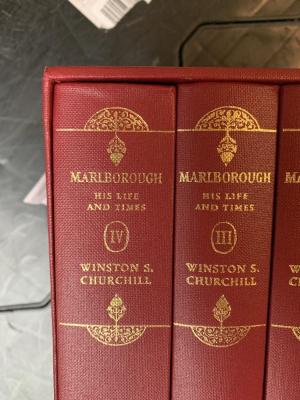 MARLBOROUGH
HIS LIFE
AND TIMES
IV
WINSTON S.
CHURCHILL
MARLBOROUGH
HIS LIFE
AND TIMES
III
WINSTON S.
CHURCHILL